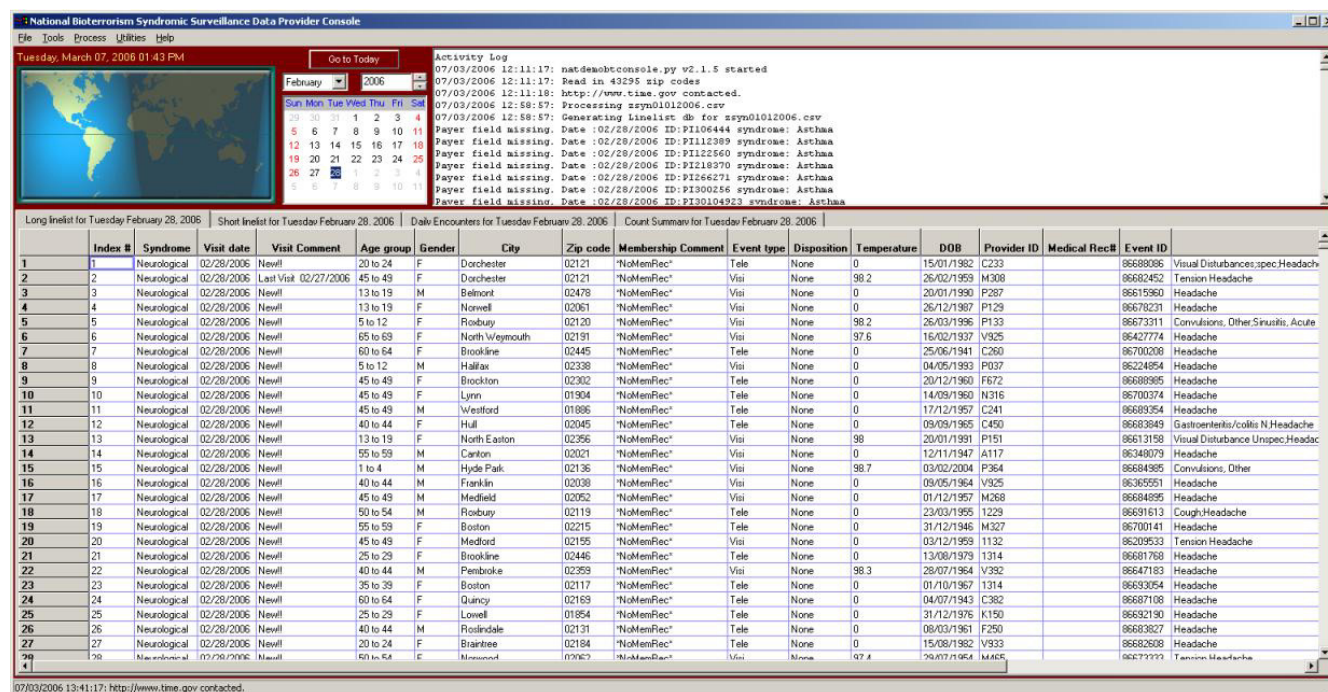 National Bioterrorism Syndromic Surveillance Data Provider Console
File Tools Process Utilities Help
Tuesday, March 07, 2006 01:43 PM
Go to Today
February 2006
Sun Mon Tue Wed Thu Fri Sat
29 30 31 1 2 3 4
5 6 7 8 9 10 11
12 13 14 15 16 17 18
19 20 21 22 23 24 25
26 27 28 1 2 3 4
5 6 7 8 9 10 11
Activity Log
07/03/2006 12:11:17: natdemobtconsole.py v2.1.5 started
07/03/2006 12:11:17: Read in 43295 zip codes
07/03/2006 12:11:18: http://www.time.gov contacted.
07/03/2006 12:58:57: Processing zsyn01012006.csv
07/03/2006 12:58:57: Generating Linelist db for zsyn01012006.csv
Payer field missing. Date :02/28/2006 ID:PI106444 syndrome: Asthma
Payer field missing. Date :02/28/2006 ID:PI112389 syndrome: Asthma
Payer field missing. Date :02/28/2006 ID:PI122560 syndrome: Asthma
Payer field missing. Date :02/28/2006 ID:PI218370 syndrome: Asthma
Payer field missing. Date :02/28/2006 ID:PI266271 syndrome: Asthma
Payer field missing. Date :02/28/2006 ID:PI300256 syndrome: Asthma
Payer field missing. Date :02/28/2006 ID:PI30104923 syndrome: Asthma
Long linelist for Tuesday February 28, 2006 Short linelist for Tuesday February 28, 2006 Daily Encounters for Tuesday February 28, 2006 Count Summary for Tuesday February 28, 2006
Index # Syndrome Visit date Visit Comment Age group Gender City Zip code Membership Comment Event type Disposition Temperature DOB Provider ID Medical Rec# Event ID
1 1 Neurological 02/28/2006 New!! 20 to 24 F Dorchester 02121 *NoMemRec* Tele None 0 15/01/1982 C233 86688086 Visual Disturbances;spec;Headach
2 2 Neurological 02/28/2006 Last Visit 02/27/2006 45 to 49 F Dorchester 02121 *NoMemRec* Visi None 98.2 26/02/1959 M308 86682452 Tension Headache
3 3 Neurological 02/28/2006 New!! 13 to 19 M Belmont 02478 *NoMemRec* Visi None 0 20/01/1990 P287 86615960 Headache
4 4 Neurological 02/28/2006 New!! 13 to 19 F Norwell 02061 *NoMemRec* Visi None 0 26/12/1987 P129 86678231 Headache
5 5 Neurological 02/28/2006 New!! 5 to 12 F Roxbury 02120 *NoMemRec* Visi None 98.2 26/03/1996 P133 86673311 Convulsions, Other;Sinusitis, Acute
6 6 Neurological 02/28/2006 New!! 65 to 69 F North Weymouth 02191 *NoMemRec* Visi None 97.6 16/02/1937 V925 86427774 Headache
7 7 Neurological 02/28/2006 New!! 60 to 64 F Brookline 02445 *NoMemRec* Tele None 0 25/06/1941 C260 86700208 Headache
8 8 Neurological 02/28/2006 New!! 5 to 12 M Halifax 02338 *NoMemRec* Visi None 0 04/05/1993 P037 86224854 Headache
9 9 Neurological 02/28/2006 New!! 45 to 49 F Brockton 02302 *NoMemRec* Tele None 0 20/12/1960 F672 86688985 Headache
10 10 Neurological 02/28/2006 New!! 45 to 49 F Lynn 01904 *NoMemRec* Tele None 0 14/09/1960 N316 86700374 Headache
11 11 Neurological 02/28/2006 New!! 45 to 49 M Westford 01886 *NoMemRec* Tele None 0 17/12/1957 C241 86689354 Headache
12 12 Neurological 02/28/2006 New!! 40 to 44 F Hull 02045 *NoMemRec* Tele None 0 09/09/1965 C450 86683849 Gastroenteritis/colitis N;Headache
13 13 Neurological 02/28/2006 New!! 13 to 19 F North Easton 02356 *NoMemRec* Visi None 98 20/01/1991 P151 86613158 Visual Disturbance Unspec;Headac
14 14 Neurological 02/28/2006 New!! 55 to 59 M Canton 02021 *NoMemRec* Visi None 0 12/11/1947 A117 86348079 Headache
15 15 Neurological 02/28/2006 New!! 1 to 4 M Hyde Park 02136 *NoMemRec* Visi None 98.7 03/02/2004 P364 86684985 Convulsions, Other
16 16 Neurological 02/28/2006 New!! 40 to 44 M Franklin 02038 *NoMemRec* Visi None 0 09/05/1964 V925 86365551 Headache
17 17 Neurological 02/28/2006 New!! 45 to 49 M Medfield 02052 *NoMemRec* Visi None 0 01/12/1957 M268 86684895 Headache
18 18 Neurological 02/28/2006 New!! 50 to 54 M Roxbury 02119 *NoMemRec* Visi None 0 23/03/1955 1229 86691613 Cough;Headache
19 19 Neurological 02/28/2006 New!! 55 to 59 F Boston 02215 *NoMemRec* Tele None 0 31/12/1946 M327 86700141 Headache
20 20 Neurological 02/28/2006 New!! 45 to 49 F Medford 02155 *NoMemRec* Visi None 0 03/12/1959 1132 86209533 Tension Headache
21 21 Neurological 02/28/2006 New!! 25 to 29 F Brookline 02446 *NoMemRec* Tele None 0 13/08/1979 1314 86681768 Headache
22 22 Neurological 02/28/2006 New!! 40 to 44 M Pembroke 02359 *NoMemRec* Visi None 98.3 28/07/1964 V392 86647183 Headache
23 23 Neurological 02/28/2006 New!! 35 to 39 F Boston 02117 *NoMemRec* Tele None 0 01/10/1967 1314 86693054 Headache
24 24 Neurological 02/28/2006 New!! 60 to 64 F Quincy 02169 *NoMemRec* Tele None 0 04/07/1943 C382 86687108 Headache
25 25 Neurological 02/28/2006 New!! 25 to 29 F Lowell 01854 *NoMemRec* Tele None 0 31/12/1976 K150 86692190 Headache
26 26 Neurological 02/28/2006 New!! 40 to 44 M Roslindale 02131 *NoMemRec* Tele None 0 08/03/1961 F250 86683827 Headache
27 27 Neurological 02/28/2006 New!! 20 to 24 F Braintree 02184 *NoMemRec* Tele None 0 15/08/1982 V933 86682608 Headache
28 28 Neurological 02/28/2006 New!! 50 to 54 F Norwood 02062 *NoMemRec* Visi None 97.4 29/07/1954 M465 86673333 Tension Headache
07/03/2006 13:41:17: http://www.time.gov contacted.